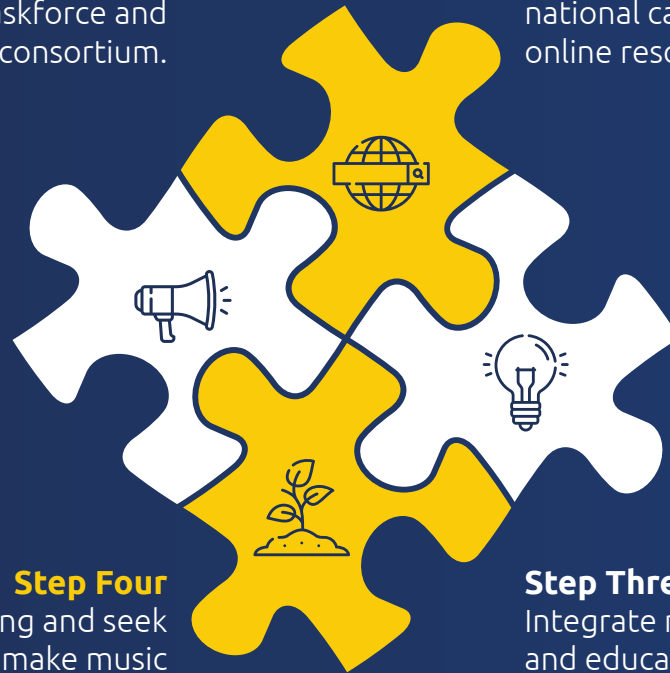 skforce and
consortium.
national ca
online reso
Step Four
ng and seek
make music
Step Thre
Integrate
and educa